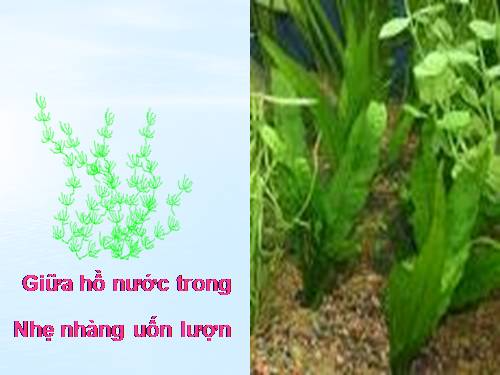 Giữa hồ nước trong
Nhẹ nhàng uốn lượn